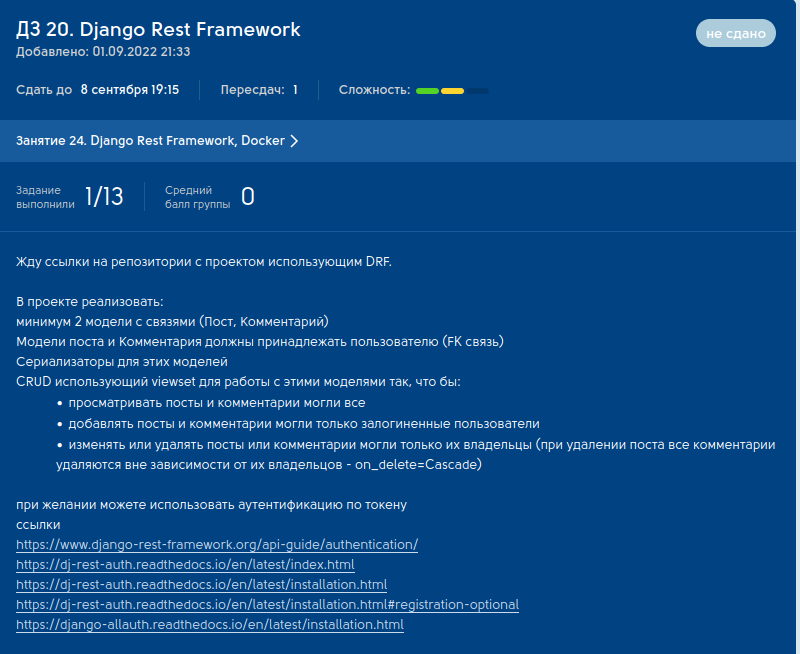 ДЗ 20. Django Rest Framework
Добавлено: 01.09.2022 21:33
не сдано
Сдать до 8 сентября 19:15 Пересдач: 1 Сложность:
Занятие 24. Django Rest Framework, Docker
Задание выполнили 1/13 Средний балл группы 0
Жду ссылки на репозитории с проектом использующим DRF.
В проекте реализовать:
минимум 2 модели с связями (Пост, Комментарий)
Модели поста и Комментария должны принадлежать пользователю (FK связь)
Сериализаторы для этих моделей
CRUD использующий viewset для работы с этими моделями так, что бы:
• просматривать посты и комментарии могли все
• добавлять посты и комментарии могли только залогиненные пользователи
• изменять или удалять посты или комментарии могли только их владельцы (при удалении поста все комментарии
удаляются вне зависимости от их владельцов - on_delete=Cascade)
при желании можете использовать аутентификацию по токену
ссылки
https://www.django-rest-framework.org/api-guide/authentication/
https://dj-rest-auth.readthedocs.io/en/latest/index.html
https://dj-rest-auth.readthedocs.io/en/latest/installation.html
https://dj-rest-auth.readthedocs.io/en/latest/installation.html#registration-optional
https://django-allauth.readthedocs.io/en/latest/installation.html